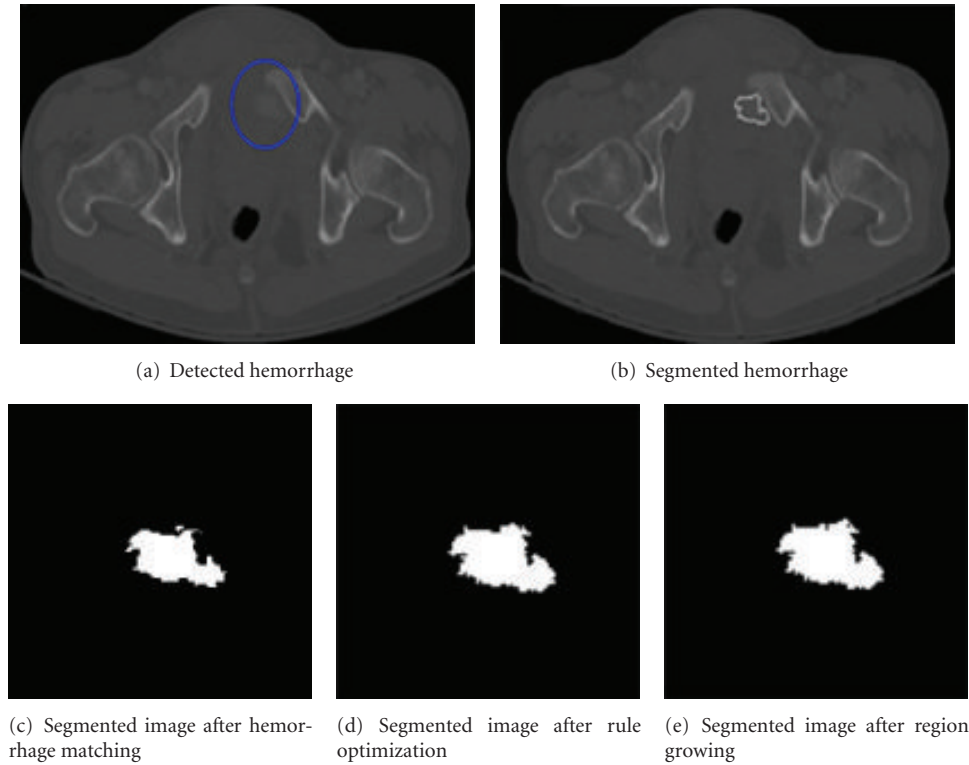 (a) Detected hemorrhage
(b) Segmented hemorrhage
(c) Segmented image after hemor-
rhage matching
(d) Segmented image after rule
optimization
(e) Segmented image after region
growing